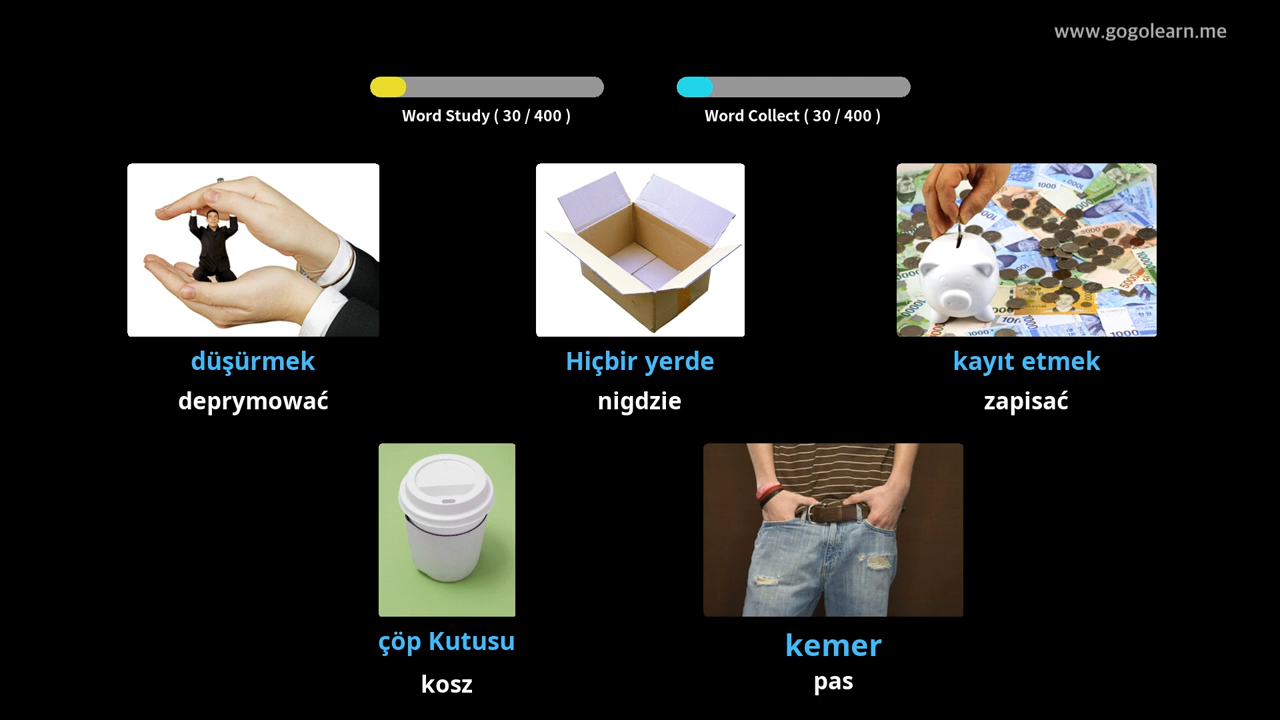 www.gogolearn.me
Word Study ( 30 / 400 )
Word Collect ( 30 / 400 )
düşürmek
deprymować
Hiçbir yerde
nigdzie
kayıt etmek
zapisać
çöp Kutusu
kosz
kemer
pas